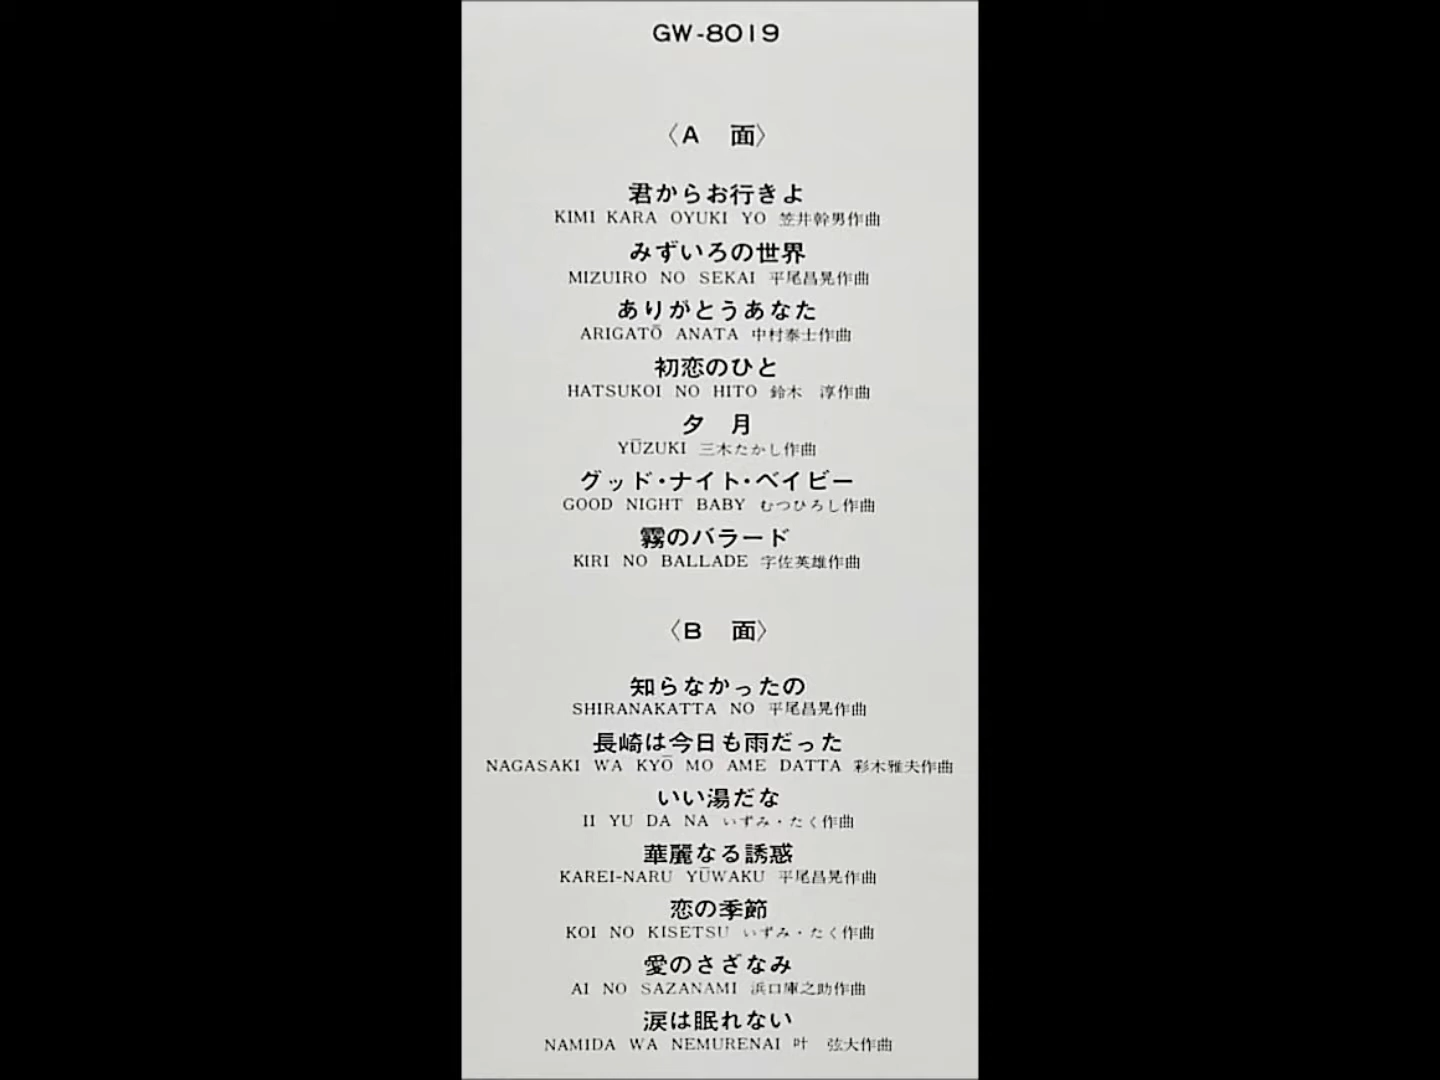 GW-8019
〈A 面〉
君からお行きよ
KIMI KARA OYUKI YO 笠井幹男作曲
みずいろの世界
MIZUIRO NO SEKAI 平尾昌晃作曲
ありがとうあなた
ARIGATŌ ANATA 中村泰士作曲
初恋のひと
HATSUKOI NO HITO 鈴木 淳作曲
夕 月
YŪZUKI 三木たかし作曲
グッド・ナイト・ベイビー
GOOD NIGHT BABY むつひろし作曲
霧のバラード
KIRI NO BALLADE 宇佐英雄作曲
〈B 面〉
知らなかったの
SHIRANAKATTA NO 平尾昌晃作曲
長崎は今日も雨だった
NAGASAKI WA KYŌ MO AME DATTA 彩木雅夫作曲
いい湯だな
II YU DA NA いずみ・たく作曲
華麗なる誘惑
KAREI-NARU YŪWAKU 平尾昌晃作曲
恋の季節
KOI NO KISETSU いずみ・たく作曲
愛のさざなみ
AI NO SAZANAMI 浜口庫之助作曲
涙は眠れない
NAMIDA WA NEMURENAI 叶 弦大作曲